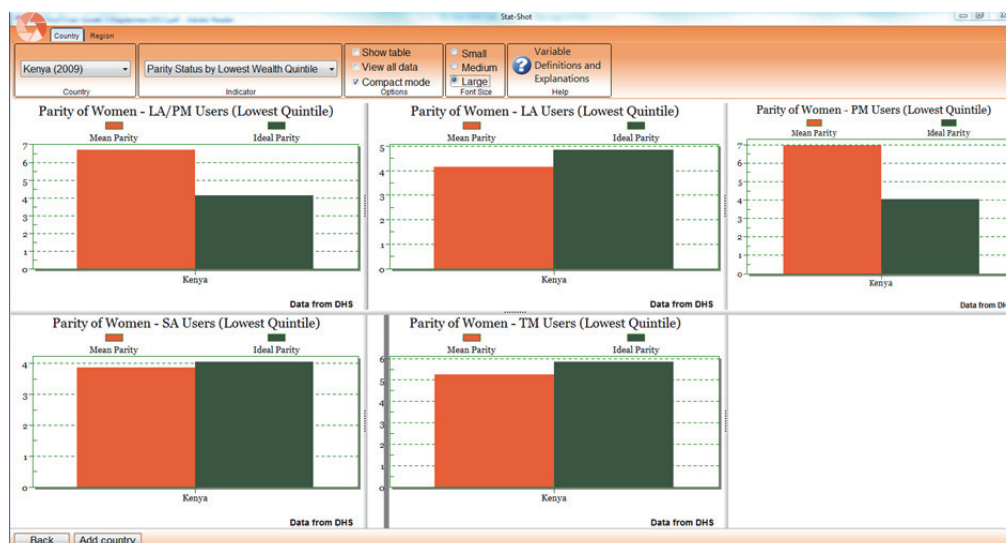 Stat-Shot
Country Region
Kenya (2009)
Country
Parity Status by Lowest Wealth Quintile
Indicator
Show table
View all data
Compact mode
Options
Small
Medium
Large
Font Size
Variable
Definitions and
Explanations
Help
Parity of Women - LA/PM Users (Lowest Quintile)
Mean Parity Ideal Parity
7
6
5
4
3
2
1
0
Kenya
Data from DHS
Parity of Women - LA Users (Lowest Quintile)
Mean Parity Ideal Parity
5
4
3
2
1
0
Kenya
Data from DHS
Parity of Women - PM Users (Lowest Quintile)
Mean Parity Ideal Parity
7
6
5
4
3
2
1
0
Kenya
Data from DH
Parity of Women - SA Users (Lowest Quintile)
Mean Parity Ideal Parity
4
3
2
1
0
Kenya
Data from DHS
Parity of Women - TM Users (Lowest Quintile)
Mean Parity Ideal Parity
6
5
4
3
2
1
0
Kenya
Data from DHS
Back Add country